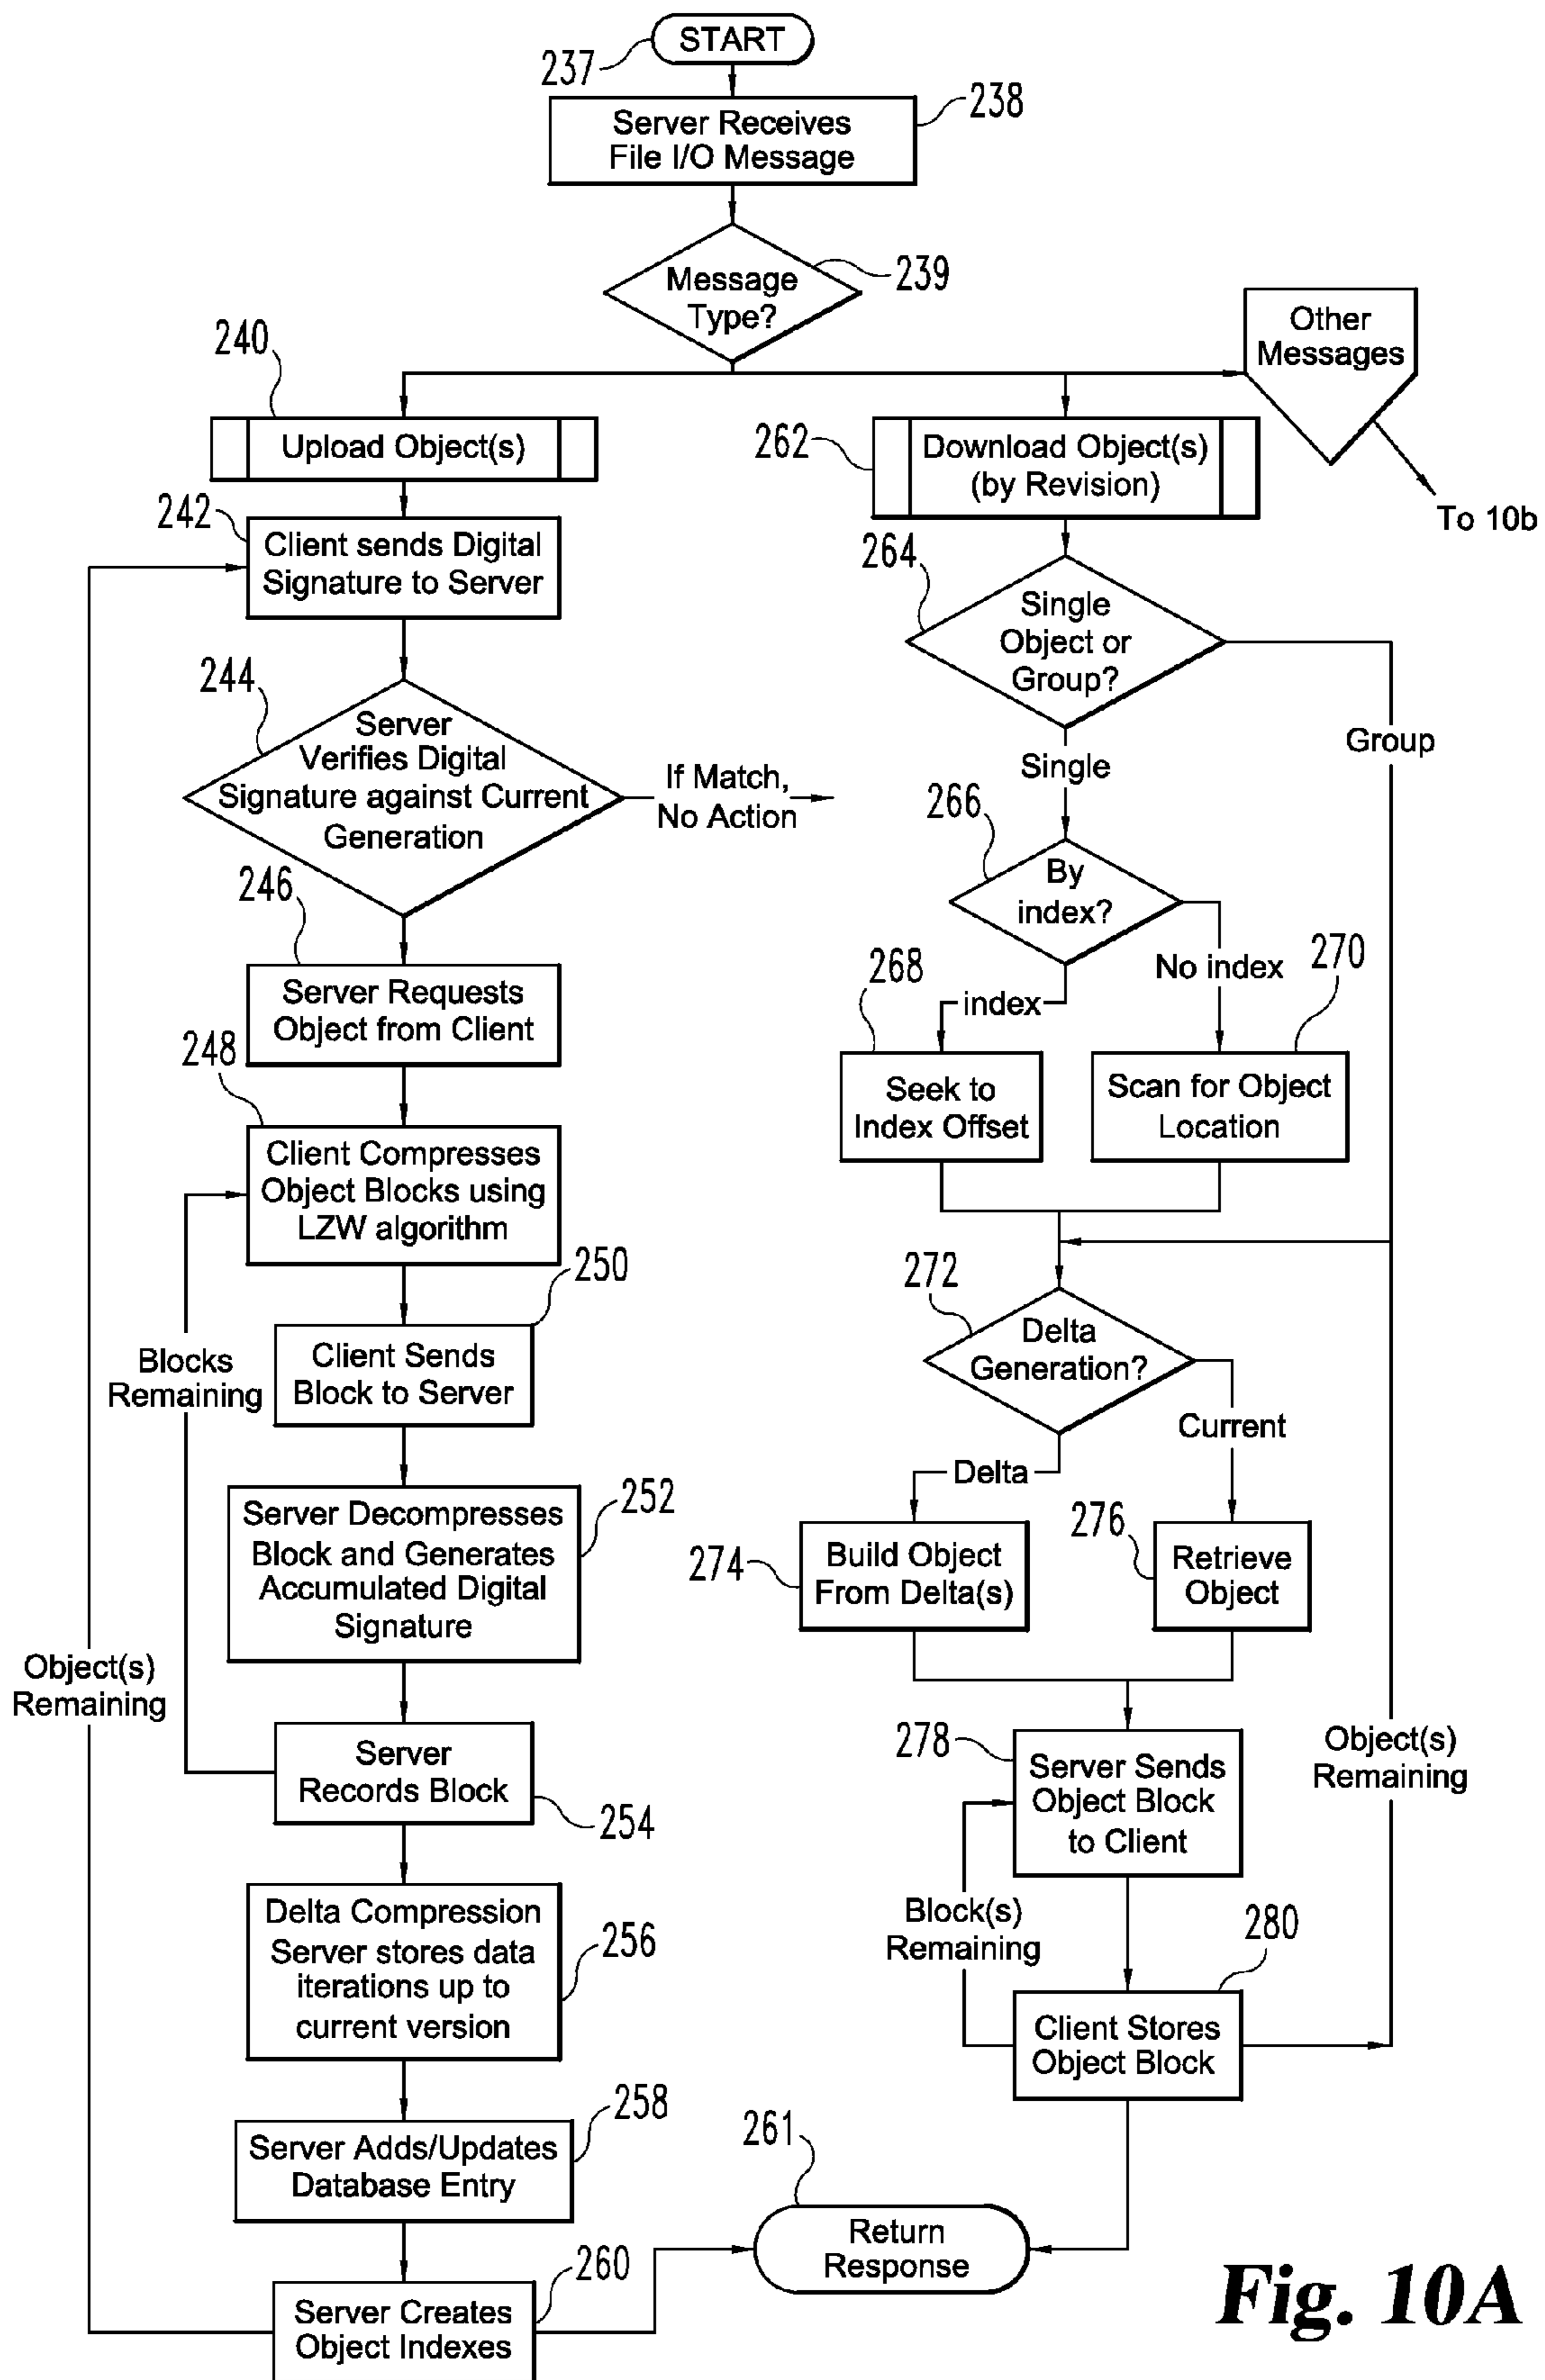 START
237
238
Server Receives
File I/O Message
Message
Type?
239
Other
Messages
To 10b
240
Upload Object(s)
262
Download Object(s)
(by Revision)
242
Client sends Digital
Signature to Server
264
Single
Object or
Group?
Group
Single
244
Server
Verifies Digital
Signature against Current
Generation
If Match,
No Action
266
By
index?
246
Server Requests
Object from Client
268
index
No index
270
Seek to
Index Offset
Scan for Object
Location
248
Client Compresses
Object Blocks using
LZW algorithm
250
Client Sends
Block to Server
Blocks
Remaining
272
Delta
Generation?
Current
Delta
252
Server Decompresses
Block and Generates
Accumulated Digital
Signature
274
Build Object
From Delta(s)
276
Retrieve
Object
Object(s)
Remaining
Server
Records Block
254
278
Server Sends
Object Block
to Client
Object(s)
Remaining
Delta Compression
Server stores data
iterations up to
current version
256
Block(s)
Remaining
280
Client Stores
Object Block
258
Server Adds/Updates
Database Entry
261
Return
Response
260
Server Creates
Object Indexes
Fig. 10A